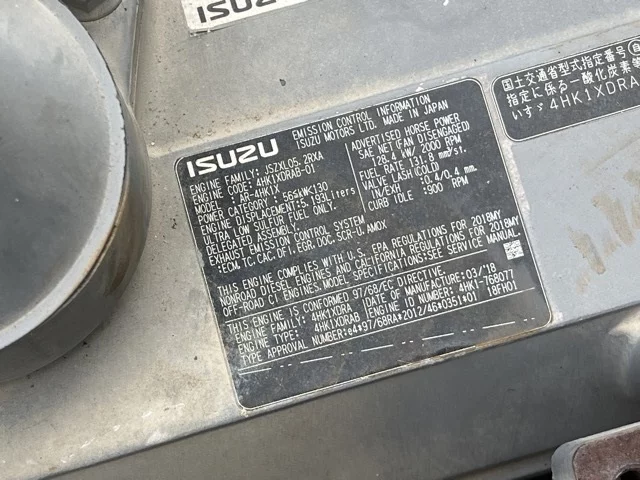 ISUZU
国土交通省型式指定番号
指定に係る一酸化炭素等
いすゞ 4HK1XDRA
ISUZU EMISSION CONTROL INFORMATION
ISUZU MOTORS LTD. MADE IN JAPAN
ENGINE FAMILY: JSZXL05.2RXA
ENGINE CODE: 4HK1XDRAB-01
MODEL : AR-4HK1X
POWER CATEGORY : 56≦kW<130
ENGINE DISPLACEMENT: 5.193Liters
ULTRA LOW SULFUR FUEL ONLY.
DELEGATED ASSEMBLY
EXHAUST EMISSION CONTROL SYSTEM
ECM, TC, CAC, DFI, EGR, DOC, SCR-U, AMOX
ADVERTISED HORSE POWER
SAE NET (FAN DISENGAGED)
128.4 kW/ 2000 RPM
FUEL RATE 131.8 mm³/st.
VALVE LASH (COLD)
IN/EXH :0.4/0.4 mm.
CURB IDLE :900 RPM
THIS ENGINE COMPLIES WITH U.S. EPA REGULATIONS FOR 2018MY
NONROAD DIESEL ENGINES AND CALIFORNIA REGULATIONS FOR 2018MY
OFF-ROAD CI ENGINES. MODEL SPECIFICATIONS:SEE SERVICE MANUAL
THIS ENGINE IS CONFORMED 97/68/EC DIRECTIVE.
ENGINE FAMILY: 4HK1XDRA DATE OF MANUFACTURE:03/'18
ENGINE TYPE: 4HK1XDRAB ENGINE ID NUMBER: 4HK1-768077
TYPE APPROVAL NUMBER:e4*97/68RA*2012/46*0351*01 18FH01